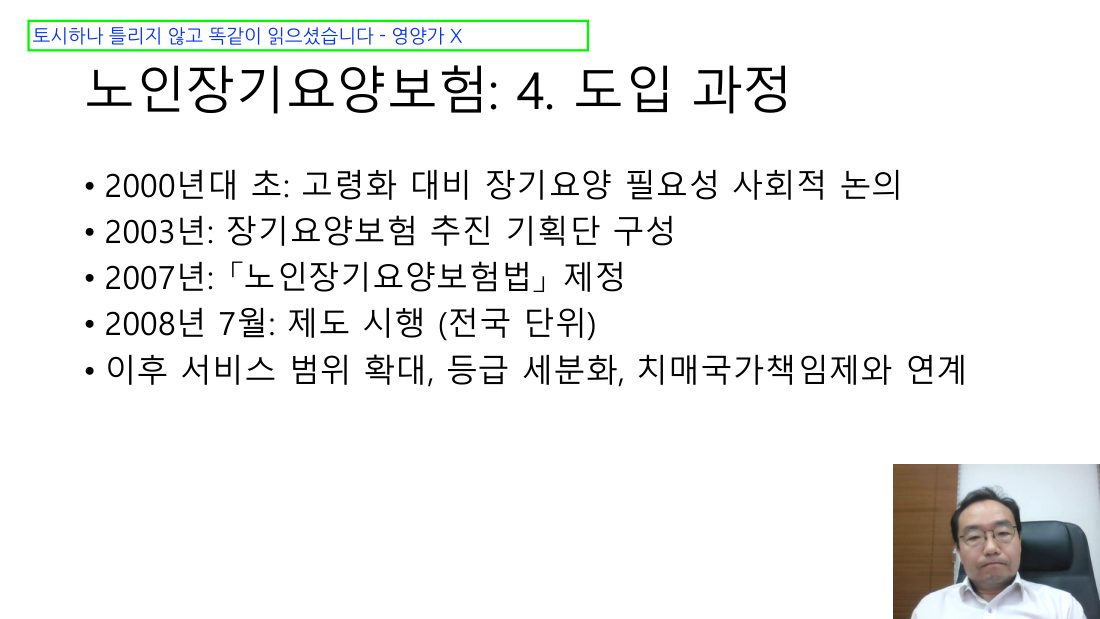 토시하나 틀리지 않고 똑같이 읽으셨습니다 - 영양가 X
노인장기요양보험: 4. 도입 과정
• 2000년대 초: 고령화 대비 장기요양 필요성 사회적 논의
• 2003년: 장기요양보험 추진 기획단 구성
• 2007년: 「노인장기요양보험법」 제정
• 2008년 7월: 제도 시행 (전국 단위)
• 이후 서비스 범위 확대, 등급 세분화, 치매국가책임제와 연계